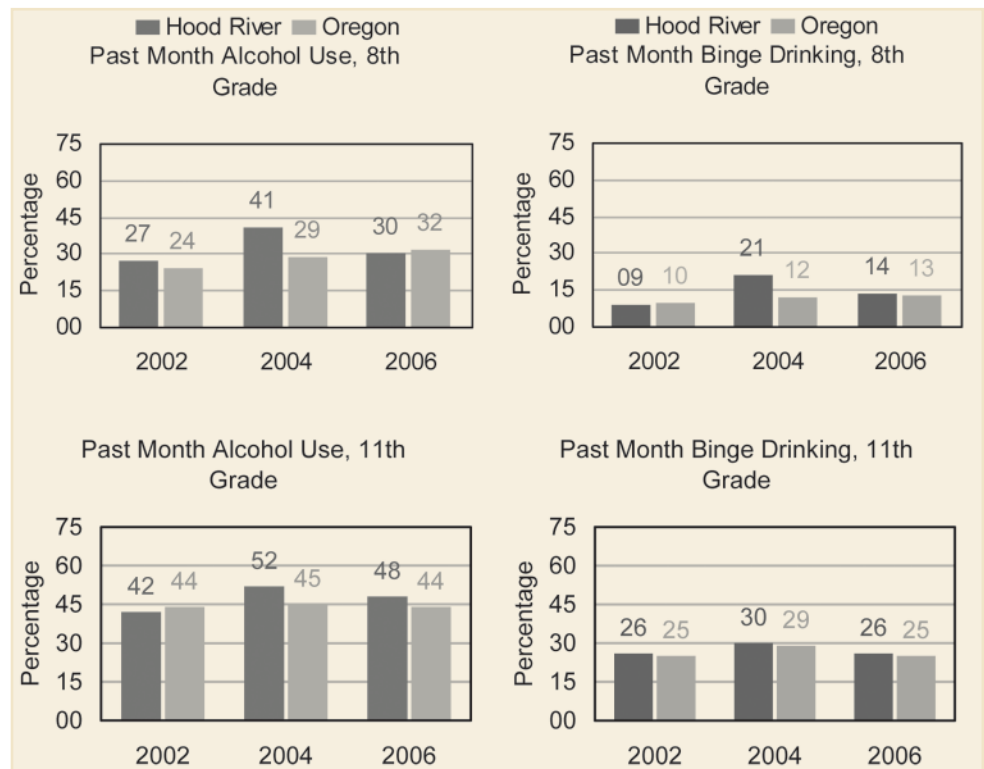 Hood River Oregon
Past Month Alcohol Use, 8th
Grade
Percentage
75
60
45
30
15
00
27 24 41 29 30 32
2002 2004 2006
Hood River Oregon
Past Month Binge Drinking, 8th
Grade
Percentage
75
60
45
30
15
00
09 10 21 12 14 13
2002 2004 2006
Past Month Alcohol Use, 11th
Grade
Percentage
75
60
45
30
15
00
42 44 52 45 48 44
2002 2004 2006
Past Month Binge Drinking, 11th
Grade
Percentage
75
60
45
30
15
00
26 25 30 29 26 25
2002 2004 2006